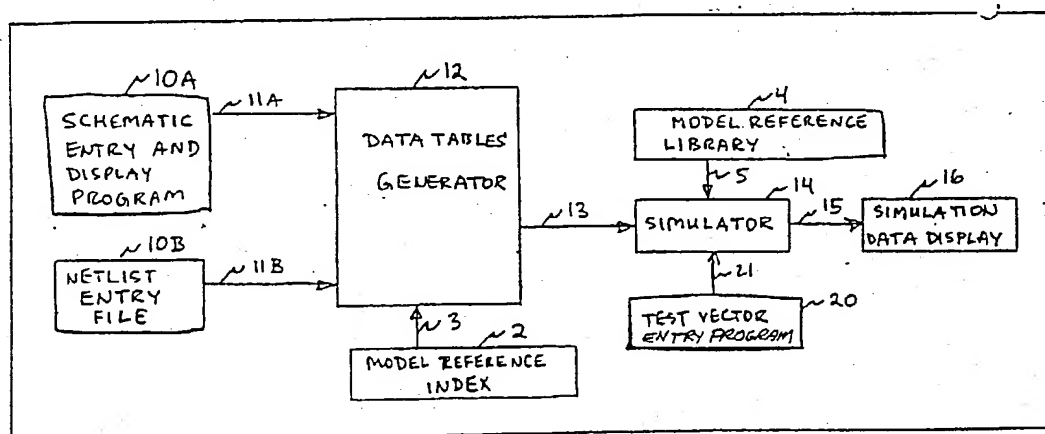 10A
SCHEMATIC
ENTRY AND
DISPLAY
PROGRAM
11A
10B
NETLIST
ENTRY
FILE
11B
12
DATA TABLES
GENERATOR
3
2
MODEL REFERENCE
INDEX
13
4
MODEL REFERENCE
LIBRARY
5
14
SIMULATOR
15
16
SIMULATION
DATA DISPLAY
21
20
TEST VECTOR
ENTRY PROGRAM